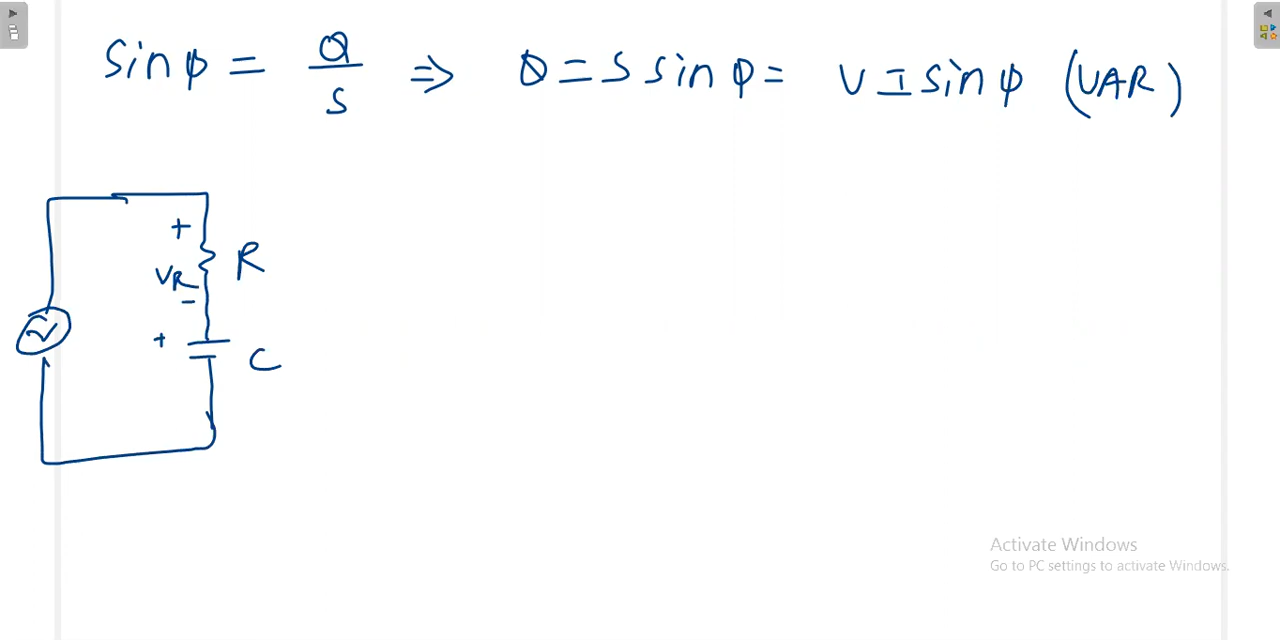 sin φ = Q/S ⇒ Q = S sin φ = V I sin φ (VAR)
+
R
VR
-
+
C
Activate Windows
Go to PC settings to activate Windows.